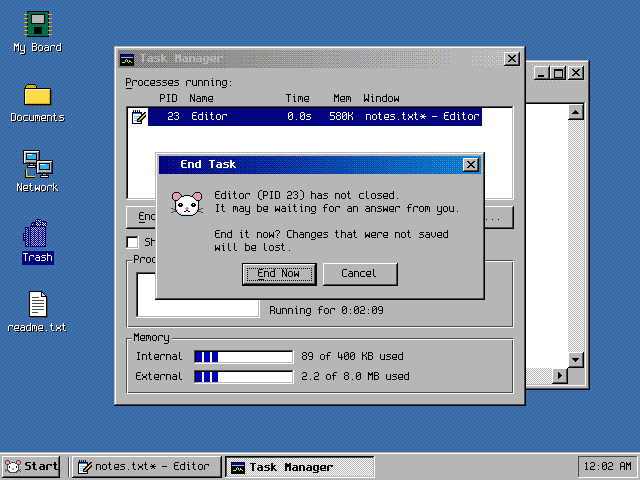 My Board
Documents
Network
Trash
readme.txt
Task Manager
Processes running:
PID Name Time Mem Window
23 Editor 0.0s 580K notes.txt* - Editor
End Task
Editor (PID 23) has not closed.
It may be waiting for an answer from you.
End it now? Changes that were not saved
will be lost.
End Now
Cancel
En
...
Sh
Proc
Running for 0:02:09
Memory
Internal 89 of 400 KB used
External 2.2 of 8.0 MB used
Start
notes.txt* - Editor
Task Manager
12:02 AM